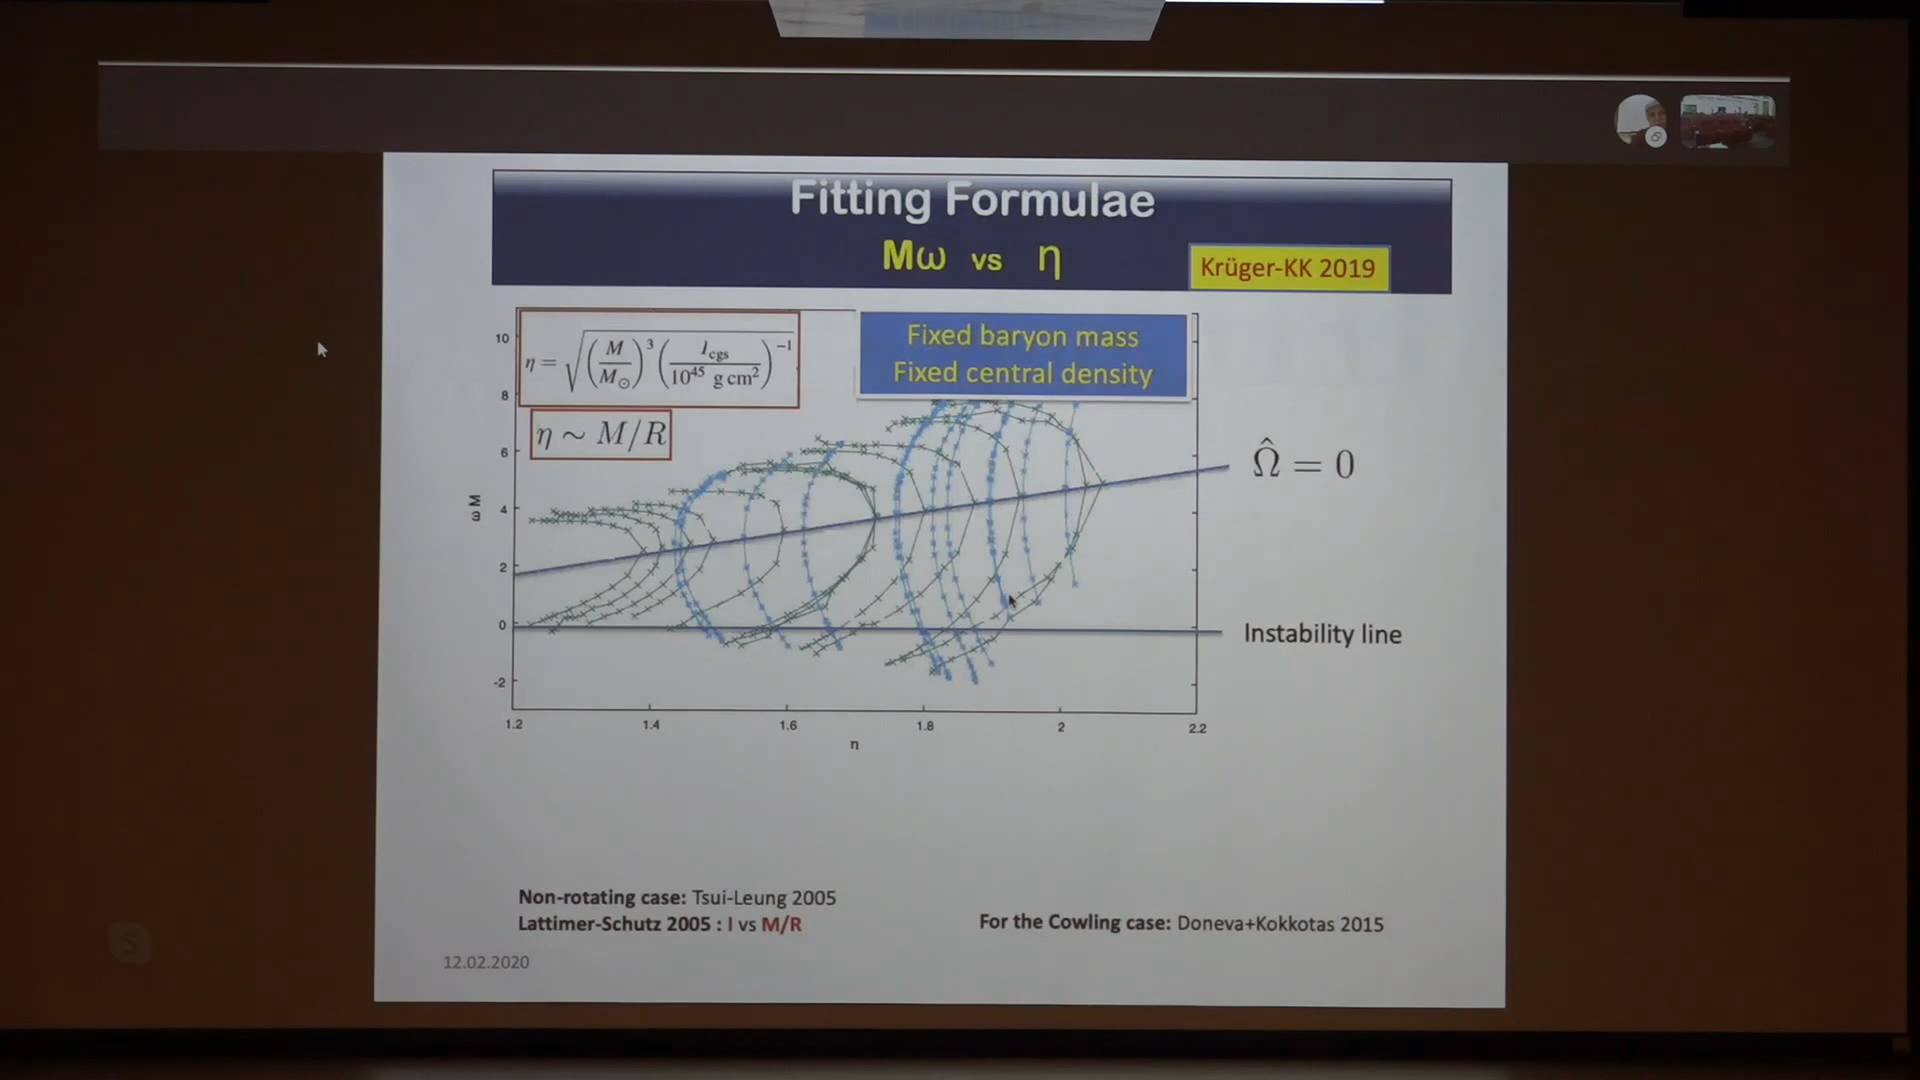 Fitting Formulae
Mω vs η
Krüger-KK 2019
η = √(M/M⊙)³ (I_cgs/10⁴⁵ g cm²)⁻¹
η ∼ M/R
Fixed baryon mass
Fixed central density
10
8
6
4
2
0
-2
ω M
1.2 1.4 1.6 1.8 2 2.2
η
Ω̂ = 0
Instability line
Non-rotating case: Tsui-Leung 2005
Lattimer-Schutz 2005 : I vs M/R
For the Cowling case: Doneva+Kokkotas 2015
12.02.2020